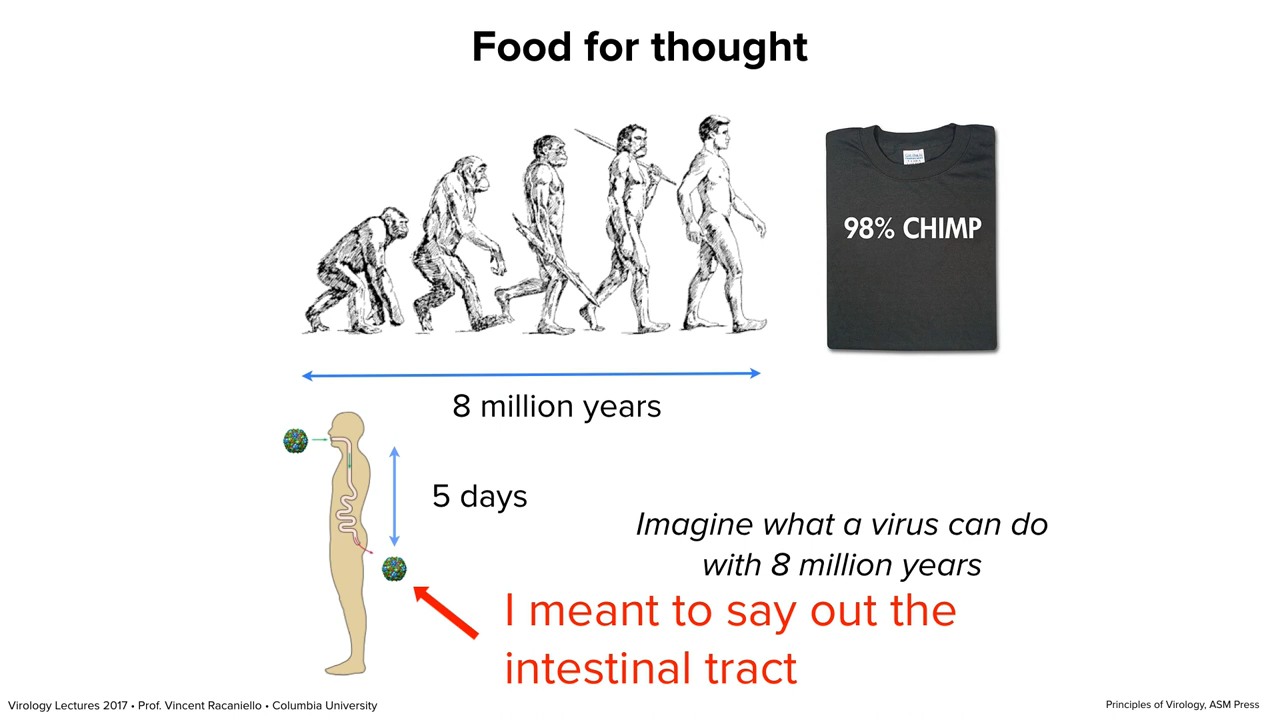 Food for thought
98% CHIMP
8 million years
5 days
Imagine what a virus can do
with 8 million years
I meant to say out the
intestinal tract
Virology Lectures 2017 • Prof. Vincent Racaniello • Columbia University
Principles of Virology, ASM Press